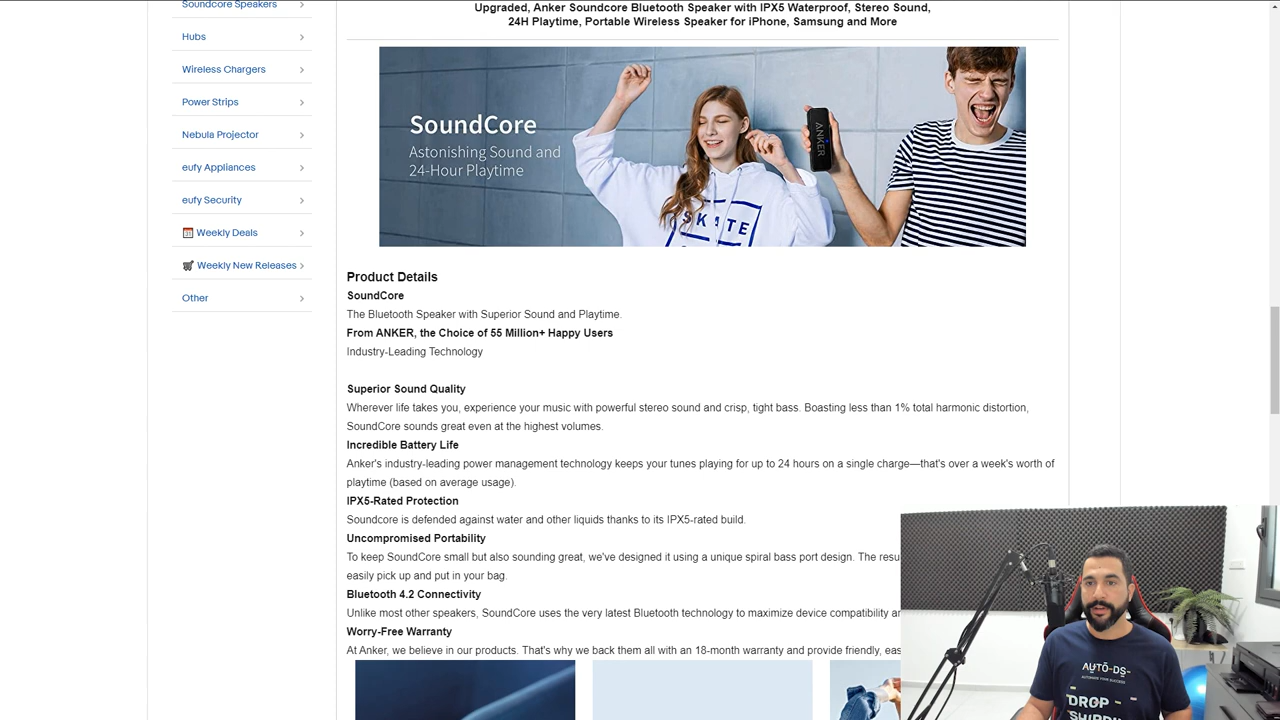 Soundcore Speakers
Hubs
Wireless Chargers
Power Strips
Nebula Projector
eufy Appliances
eufy Security
Weekly Deals
Weekly New Releases
Other
Upgraded, Anker Soundcore Bluetooth Speaker with IPX5 Waterproof, Stereo Sound,
24H Playtime, Portable Wireless Speaker for iPhone, Samsung and More
SoundCore
Astonishing Sound and
24-Hour Playtime
ANKER
SKATE
Product Details
SoundCore
The Bluetooth Speaker with Superior Sound and Playtime.
From ANKER, the Choice of 55 Million+ Happy Users
Industry-Leading Technology
Superior Sound Quality
Wherever life takes you, experience your music with powerful stereo sound and crisp, tight bass. Boasting less than 1% total harmonic distortion,
SoundCore sounds great even at the highest volumes.
Incredible Battery Life
Anker's industry-leading power management technology keeps your tunes playing for up to 24 hours on a single charge—that's over a week's worth of
playtime (based on average usage).
IPX5-Rated Protection
Soundcore is defended against water and other liquids thanks to its IPX5-rated build.
Uncompromised Portability
To keep SoundCore small but also sounding great, we've designed it using a unique spiral bass port design. The
easily pick up and put in your bag.
Bluetooth 4.2 Connectivity
Unlike most other speakers, SoundCore uses the very latest Bluetooth technology to maximize device compatibility
Worry-Free Warranty
At Anker, we believe in our products. That's why we back them all with an 18-month warranty and provide friendly,
AUTO-DS
AUTOMATE YOUR SUCCESS
DROP
SHIPPING